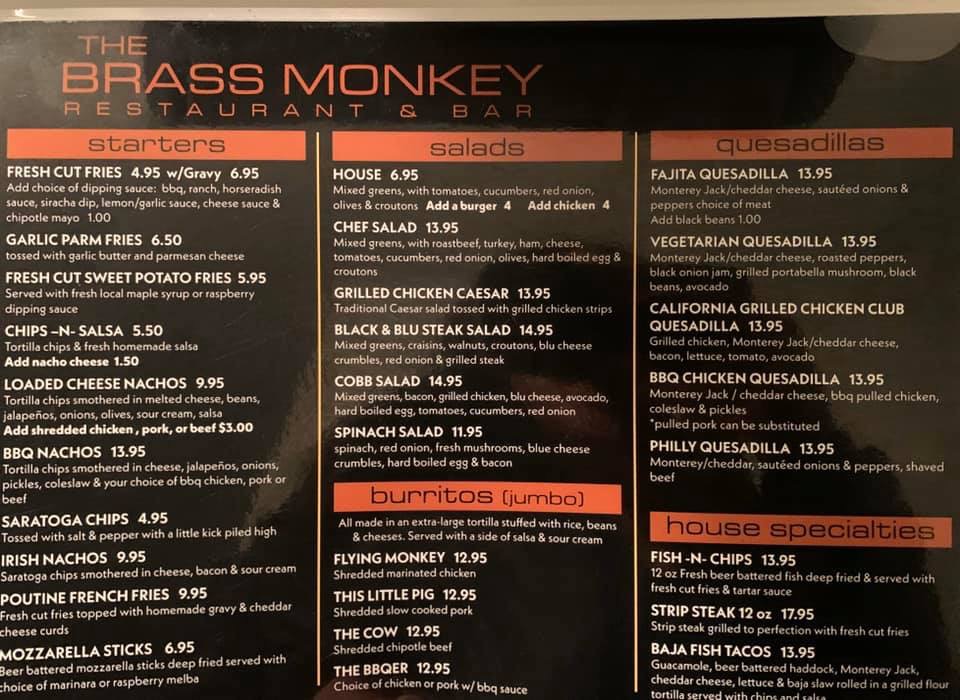 THE
BRASS MONKEY
RESTAURANT & BAR
starters
FRESH CUT FRIES 4.95 w/Gravy 6.95
Add choice of dipping sauce: bbq, ranch, horseradish
sauce, siracha dip, lemon/garlic sauce, cheese sauce &
chipotle mayo 1.00
GARLIC PARM FRIES 6.50
tossed with garlic butter and parmesan cheese
FRESH CUT SWEET POTATO FRIES 5.95
Served with fresh local maple syrup or raspberry
dipping sauce
CHIPS -N- SALSA 5.50
Tortilla chips & fresh homemade salsa
Add nacho cheese 1.50
LOADED CHEESE NACHOS 9.95
Tortilla chips smothered in melted cheese, beans,
jalapeños, onions, olives, sour cream, salsa
Add shredded chicken, pork, or beef $3.00
BBQ NACHOS 13.95
Tortilla chips smothered in cheese, jalapeños, onions,
pickles, coleslaw & your choice of bbq chicken, pork or
beef
SARATOGA CHIPS 4.95
Tossed with salt & pepper with a little kick piled high
IRISH NACHOS 9.95
Saratoga chips smothered in cheese, bacon & sour cream
POUTINE FRENCH FRIES 9.95
Fresh cut fries topped with homemade gravy & cheddar
cheese curds
MOZZARELLA STICKS 6.95
Beer battered mozzarella sticks deep fried served with
choice of marinara or raspberry melba
salads
HOUSE 6.95
Mixed greens, with tomatoes, cucumbers, red onion,
olives & croutons Add a burger 4 Add chicken 4
CHEF SALAD 13.95
Mixed greens, with roastbeef, turkey, ham, cheese,
tomatoes, cucumbers, red onion, olives, hard boiled egg &
croutons
GRILLED CHICKEN CAESAR 13.95
Traditional Caesar salad tossed with grilled chicken strips
BLACK & BLU STEAK SALAD 14.95
Mixed greens, craisins, walnuts, croutons, blu cheese
crumbles, red onion & grilled steak
COBB SALAD 14.95
Mixed greens, bacon, grilled chicken, blu cheese, avocado,
hard boiled egg, tomatoes, cucumbers, red onion
SPINACH SALAD 11.95
spinach, red onion, fresh mushrooms, blue cheese
crumbles, hard boiled egg & bacon
burritos (jumbo)
All made in an extra-large tortilla stuffed with rice, beans
& cheeses. Served with a side of salsa & sour cream
FLYING MONKEY 12.95
Shredded marinated chicken
THIS LITTLE PIG 12.95
Shredded slow cooked pork
THE COW 12.95
Shredded chipotle beef
THE BBQER 12.95
Choice of chicken or pork w/ bbq sauce
quesadillas
FAJITA QUESADILLA 13.95
Monterey Jack/cheddar cheese, sautéed onions &
peppers choice of meat
Add black beans 1.00
VEGETARIAN QUESADILLA 13.95
Monterey Jack/cheddar cheese, roasted peppers,
black onion jam, grilled portabella mushroom, black
beans, avocado
CALIFORNIA GRILLED CHICKEN CLUB
QUESADILLA 13.95
Grilled chicken, Monterey Jack/cheddar cheese,
bacon, lettuce, tomato, avocado
BBQ CHICKEN QUESADILLA 13.95
Monterey Jack / cheddar cheese, bbq pulled chicken,
coleslaw & pickles
*pulled pork can be substituted
PHILLY QUESADILLA 13.95
Monterey/cheddar, sautéed onions & peppers, shaved
beef
house specialties
FISH -N- CHIPS 13.95
12 oz Fresh beer battered fish deep fried & served with
fresh cut fries & tartar sauce
STRIP STEAK 12 oz 17.95
Strip steak grilled to perfection with fresh cut fries
BAJA FISH TACOS 13.95
Guacamole, beer battered haddock, Monterey Jack,
cheddar cheese, lettuce & baja slaw rolled in a grilled flour
tortilla served with chips and salsa